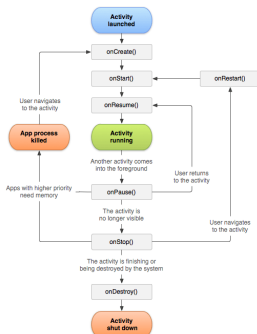 Activity
launched
onCreate()
onStart()
onRestart()
User navigates
to the activity
onResume()
App process
killed
Activity
running
Another activity comes
into the foreground
User returns
to the activity
Apps with higher priority
need memory
onPause()
The activity is
no longer visible
User navigates
to the activity
onStop()
The activity is finishing or
being destroyed by the system
onDestroy()
Activity
shut down